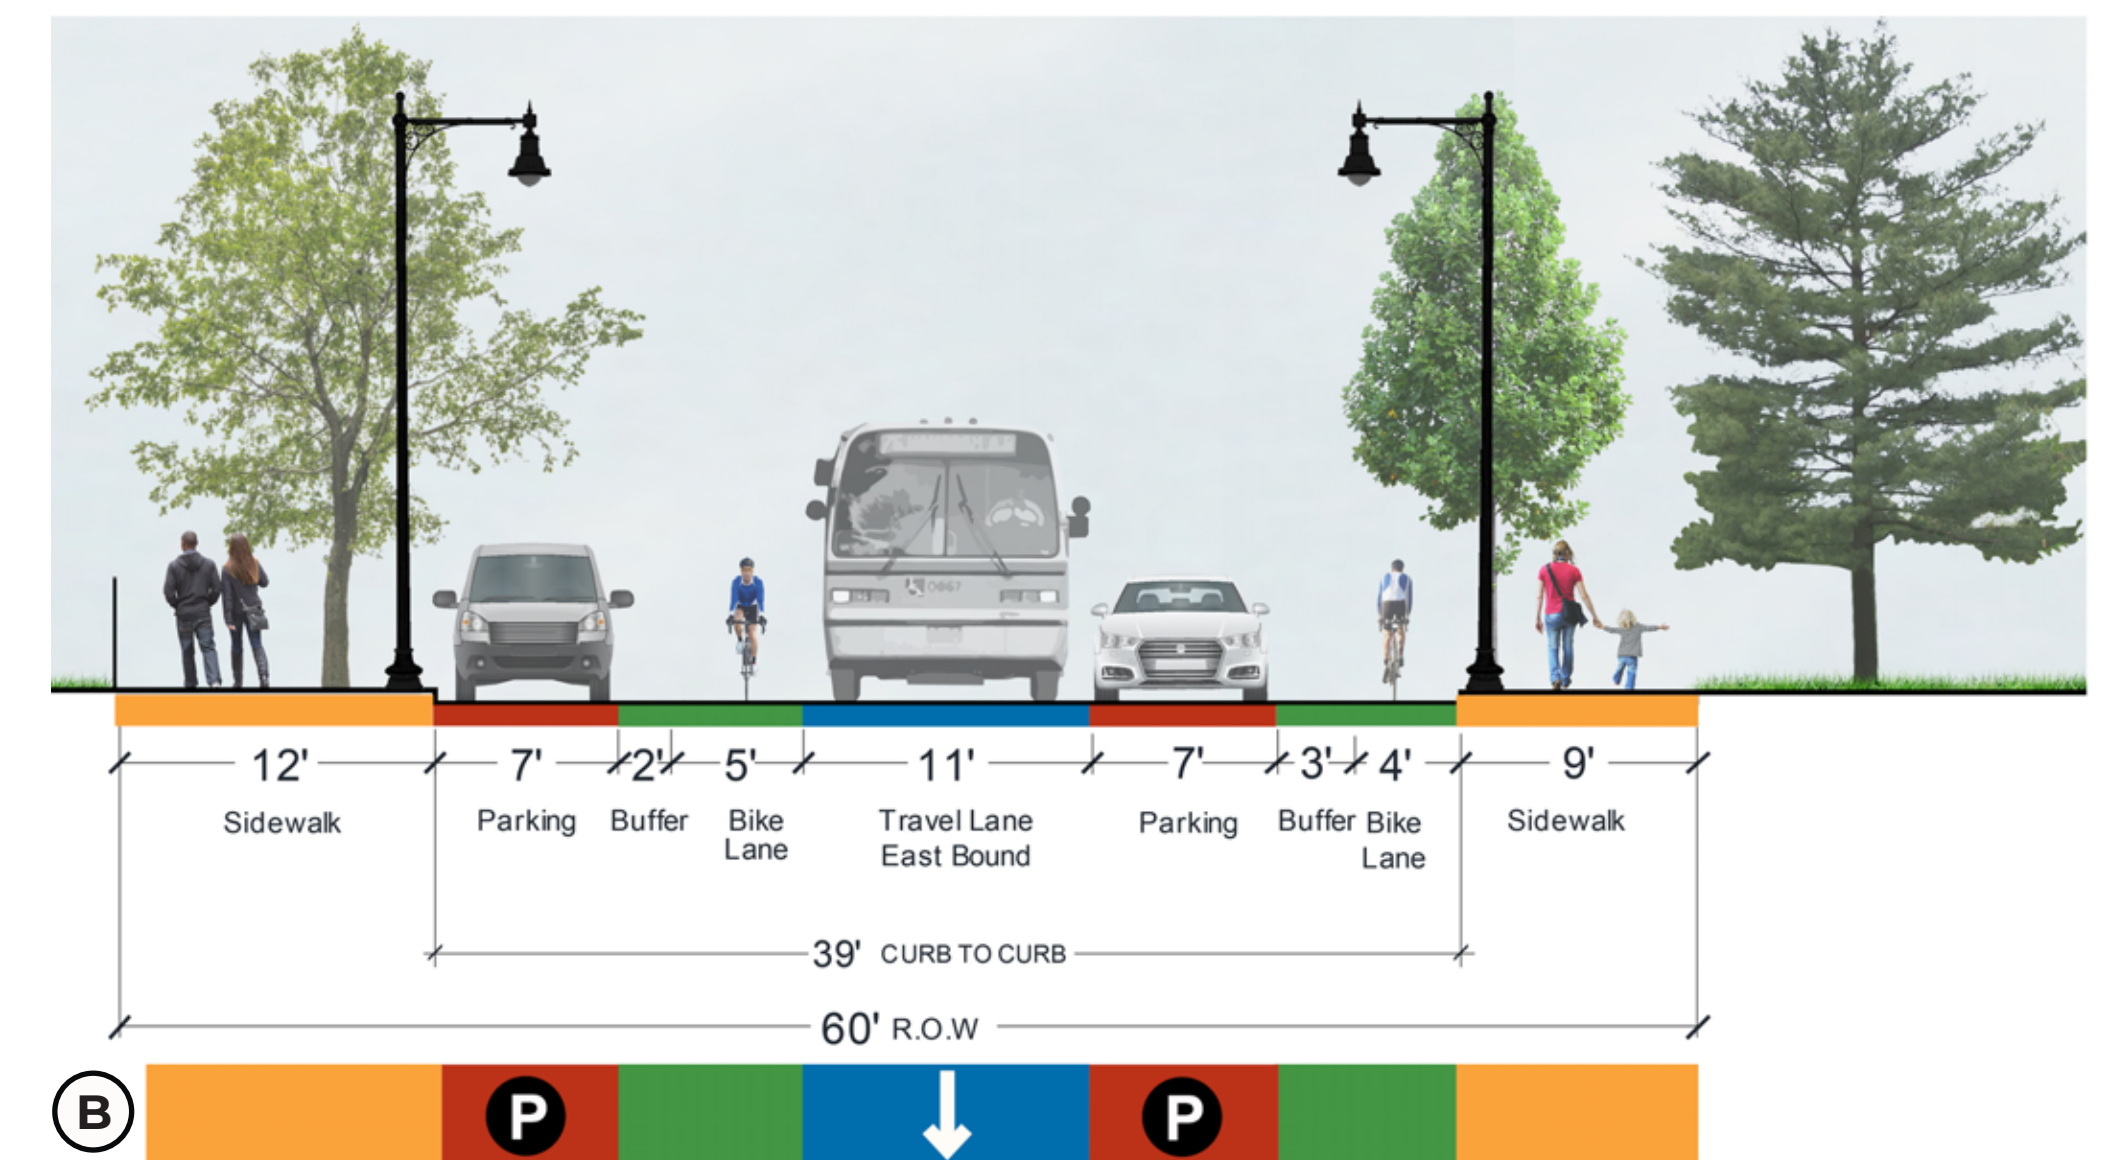 0867
12' 7' 2' 5' 11' 7' 3' 4' 9'
Sidewalk Parking Buffer Bike Travel Lane Parking Buffer Bike Sidewalk
Lane East Bound Lane
39' CURB TO CURB
60' R.O.W
B P P